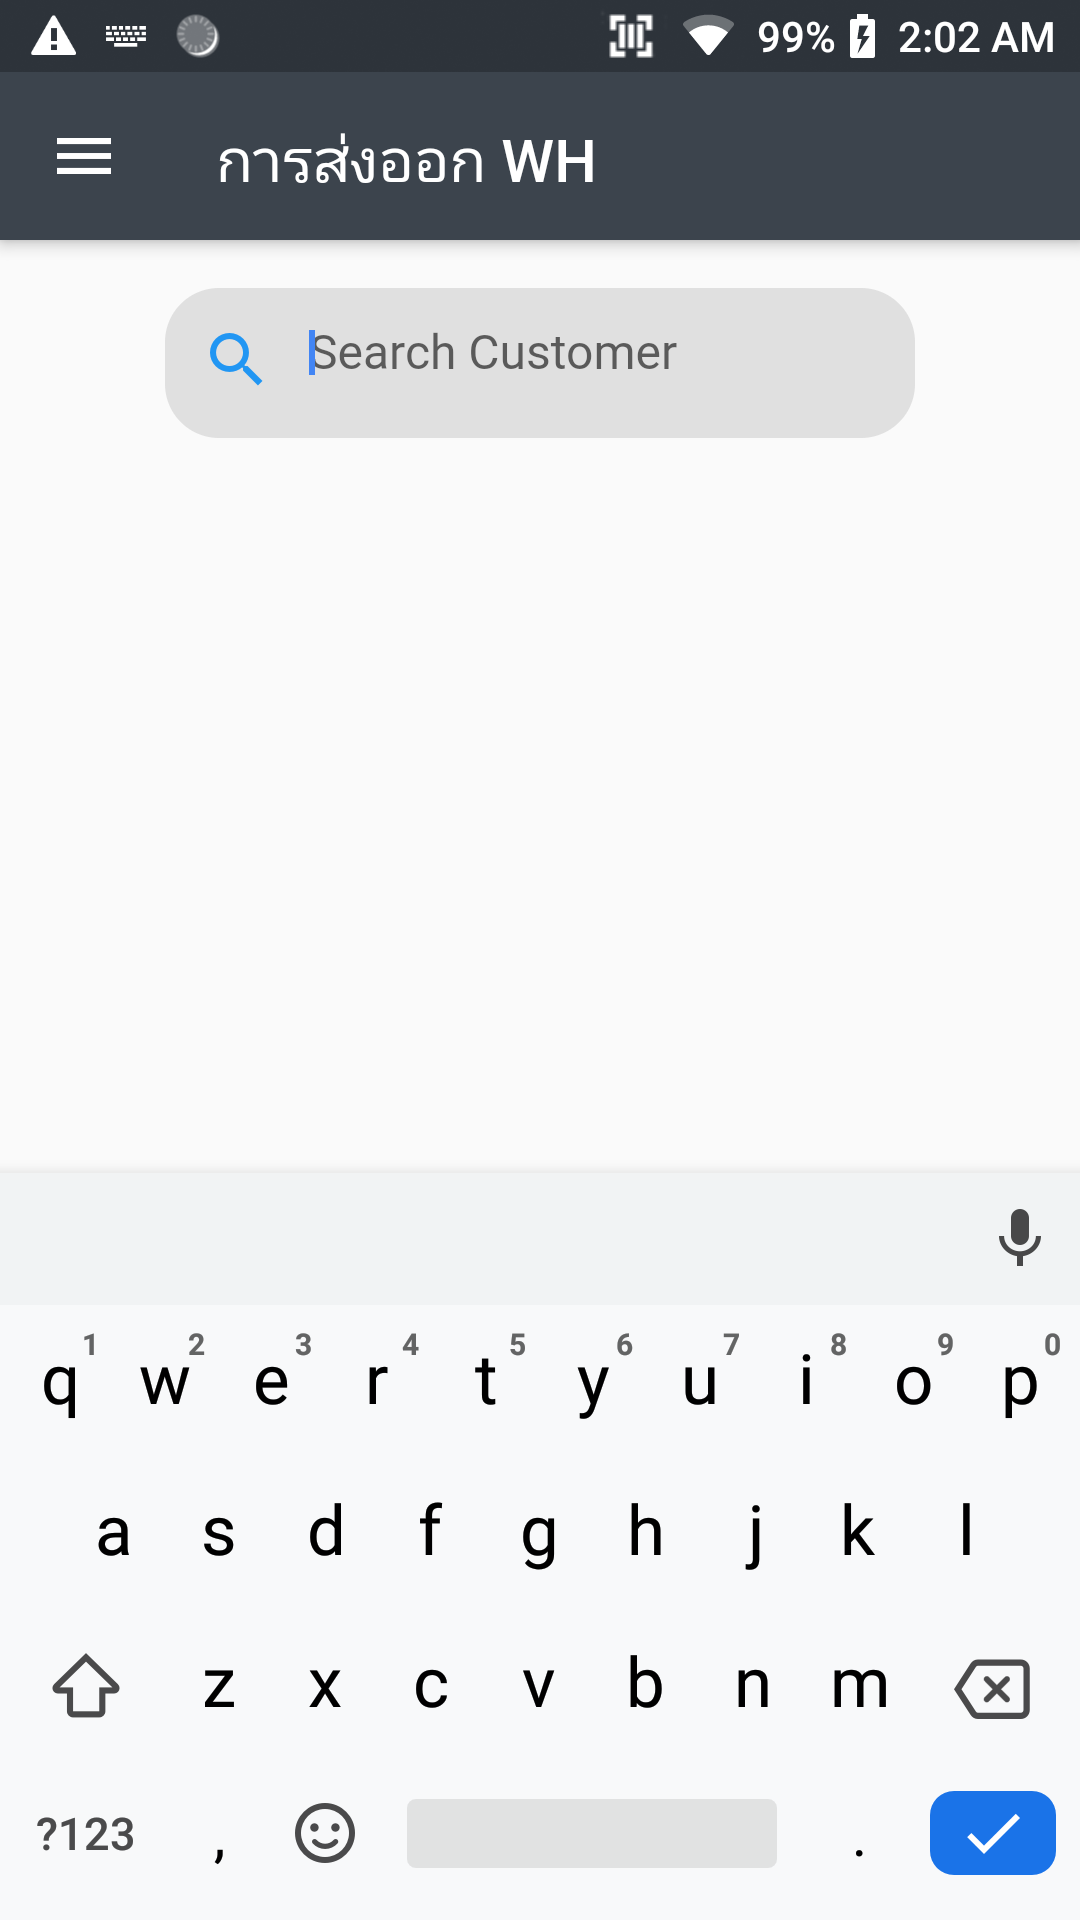 99% 2:02 AM
การส่งออก WH
Search Customer
1 2 3 4 5 6 7 8 9 0
q w e r t y u i o p
a s d f g h j k l
z x c v b n m
?123 , .